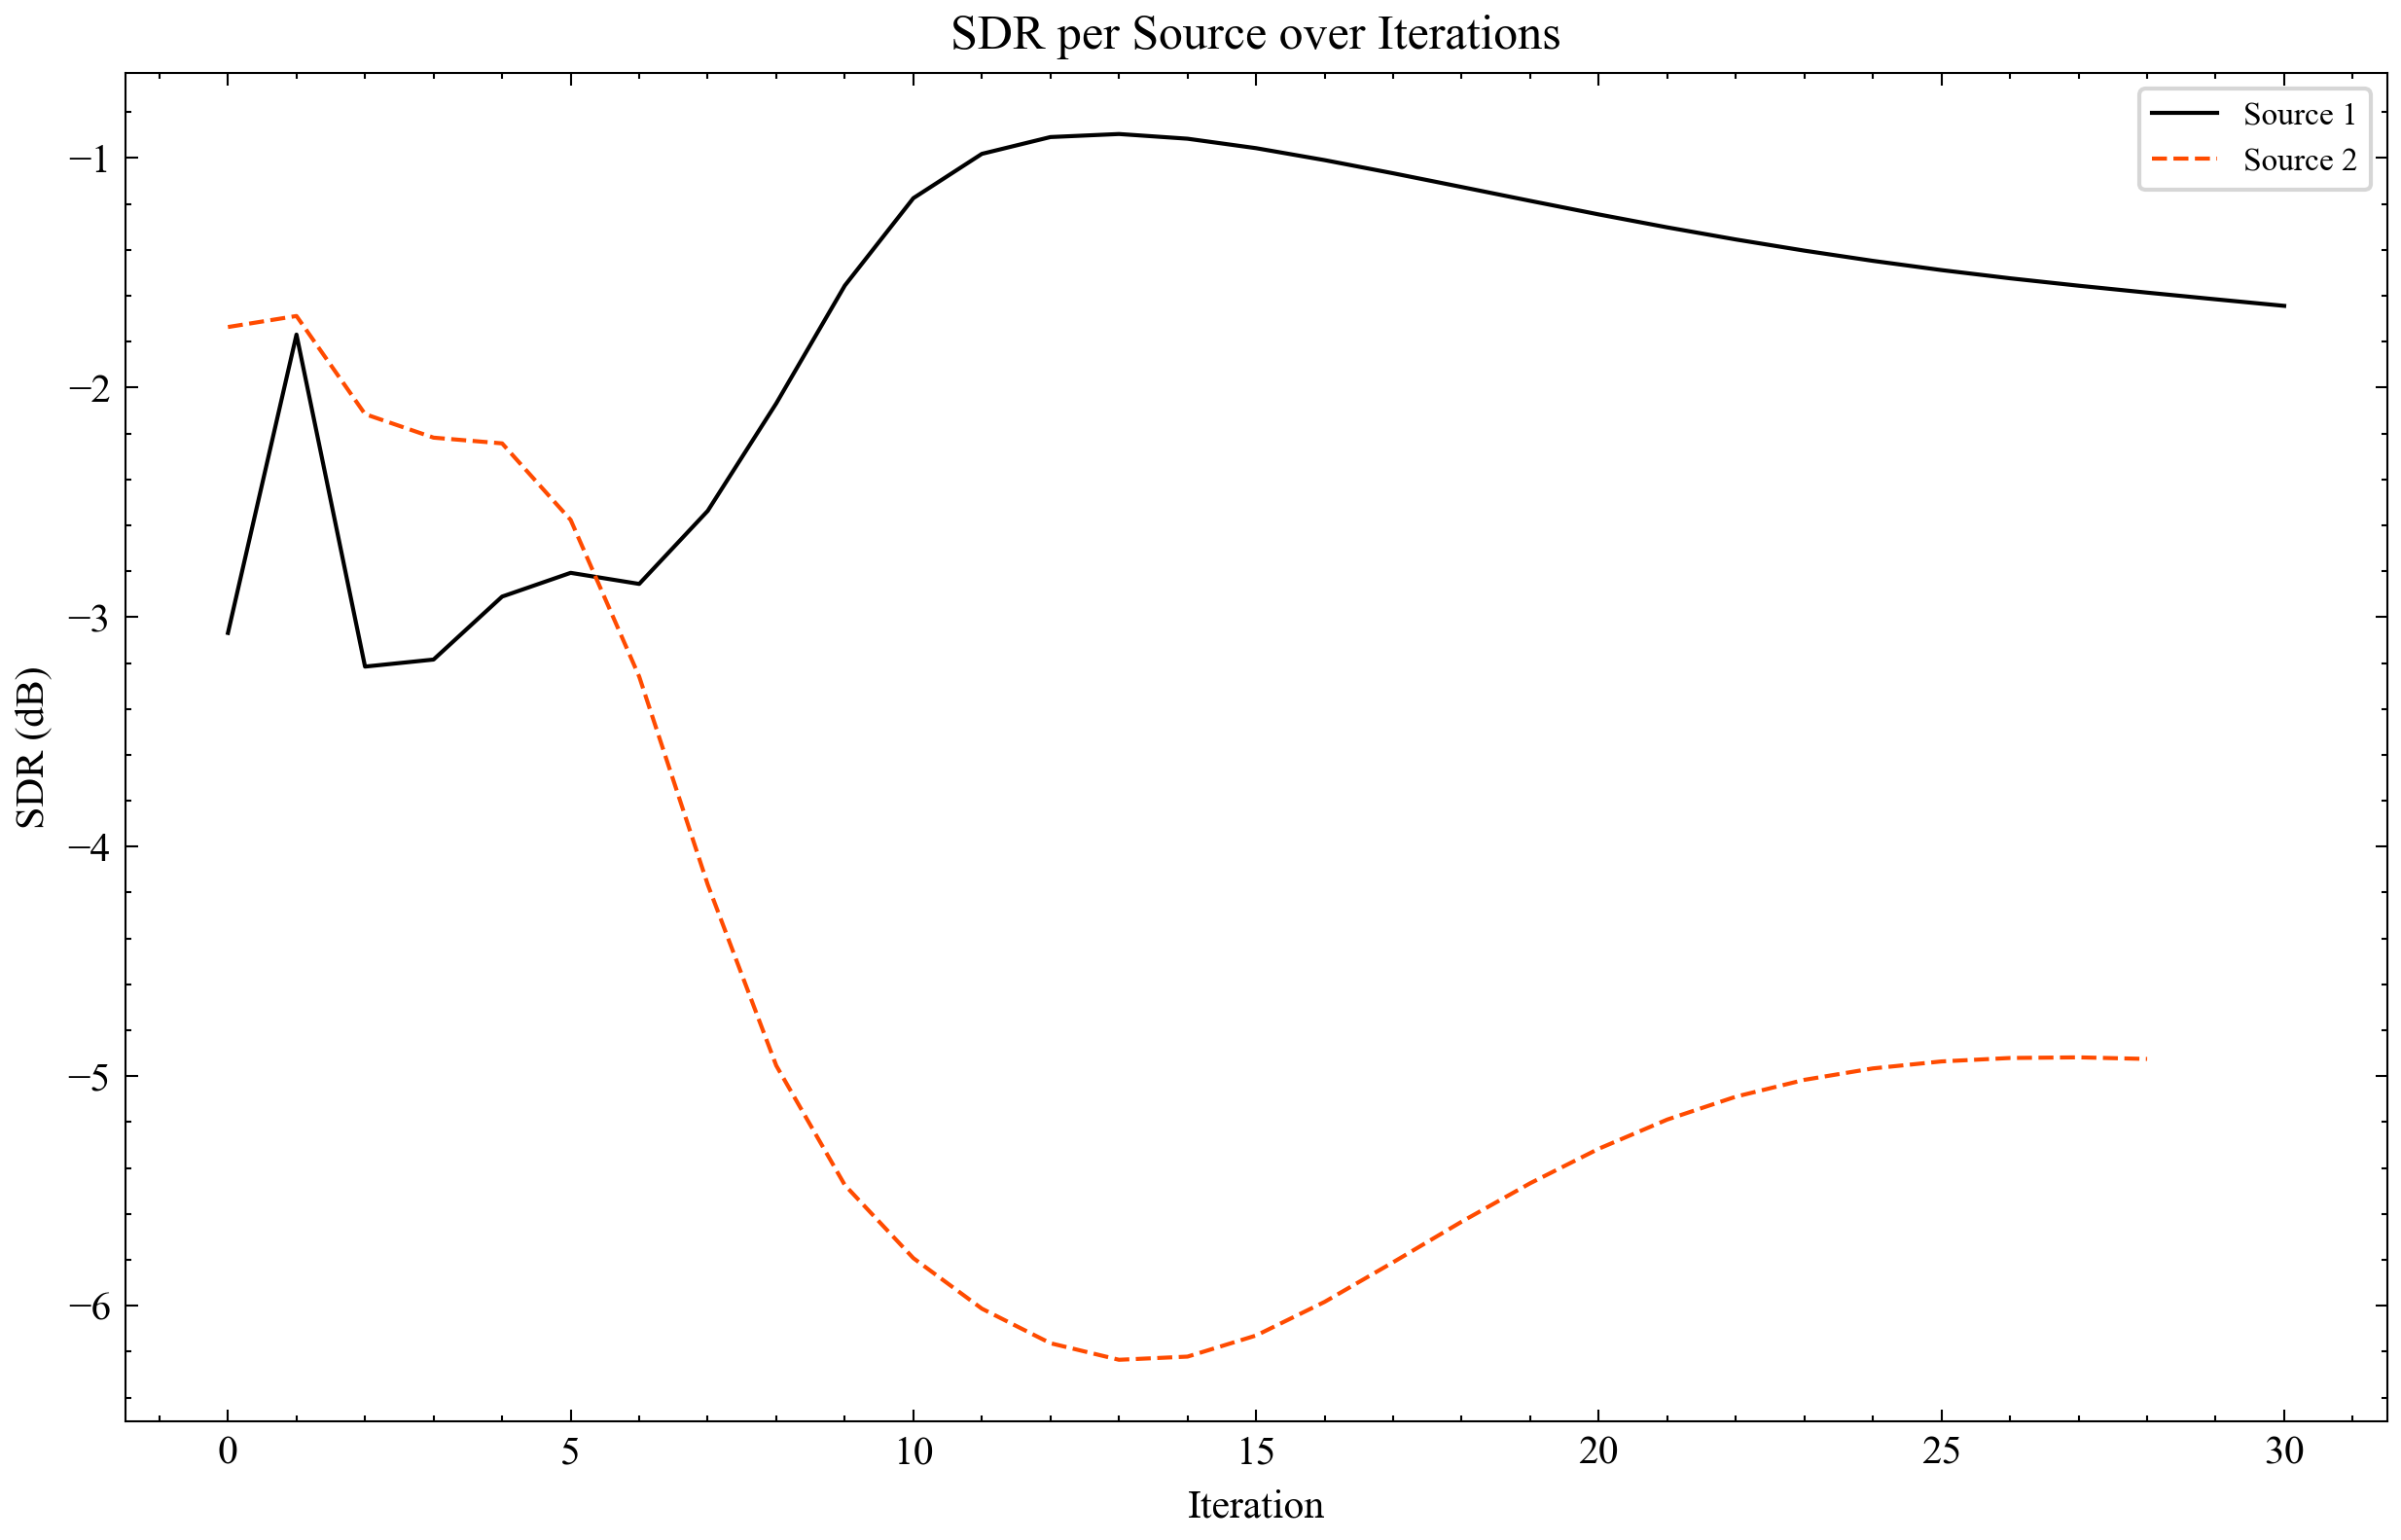 SDR per Source over Iterations
Source 1
Source 2
−1
−2
−3
−4
−5
−6
SDR (dB)
0 5 10 15 20 25 30
Iteration